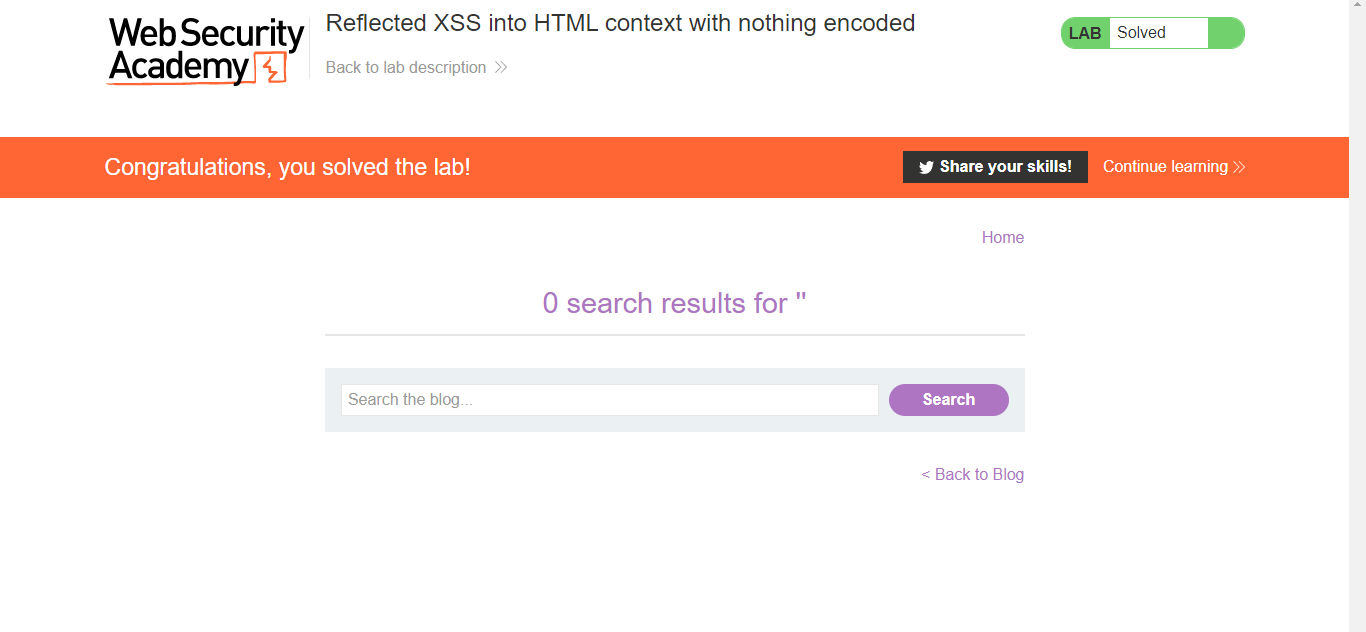 Web Security
Academy
Reflected XSS into HTML context with nothing encoded
Back to lab description
LAB Solved
Congratulations, you solved the lab!
Share your skills!
Continue learning
Home
0 search results for ''
Search the blog...
Search
< Back to Blog